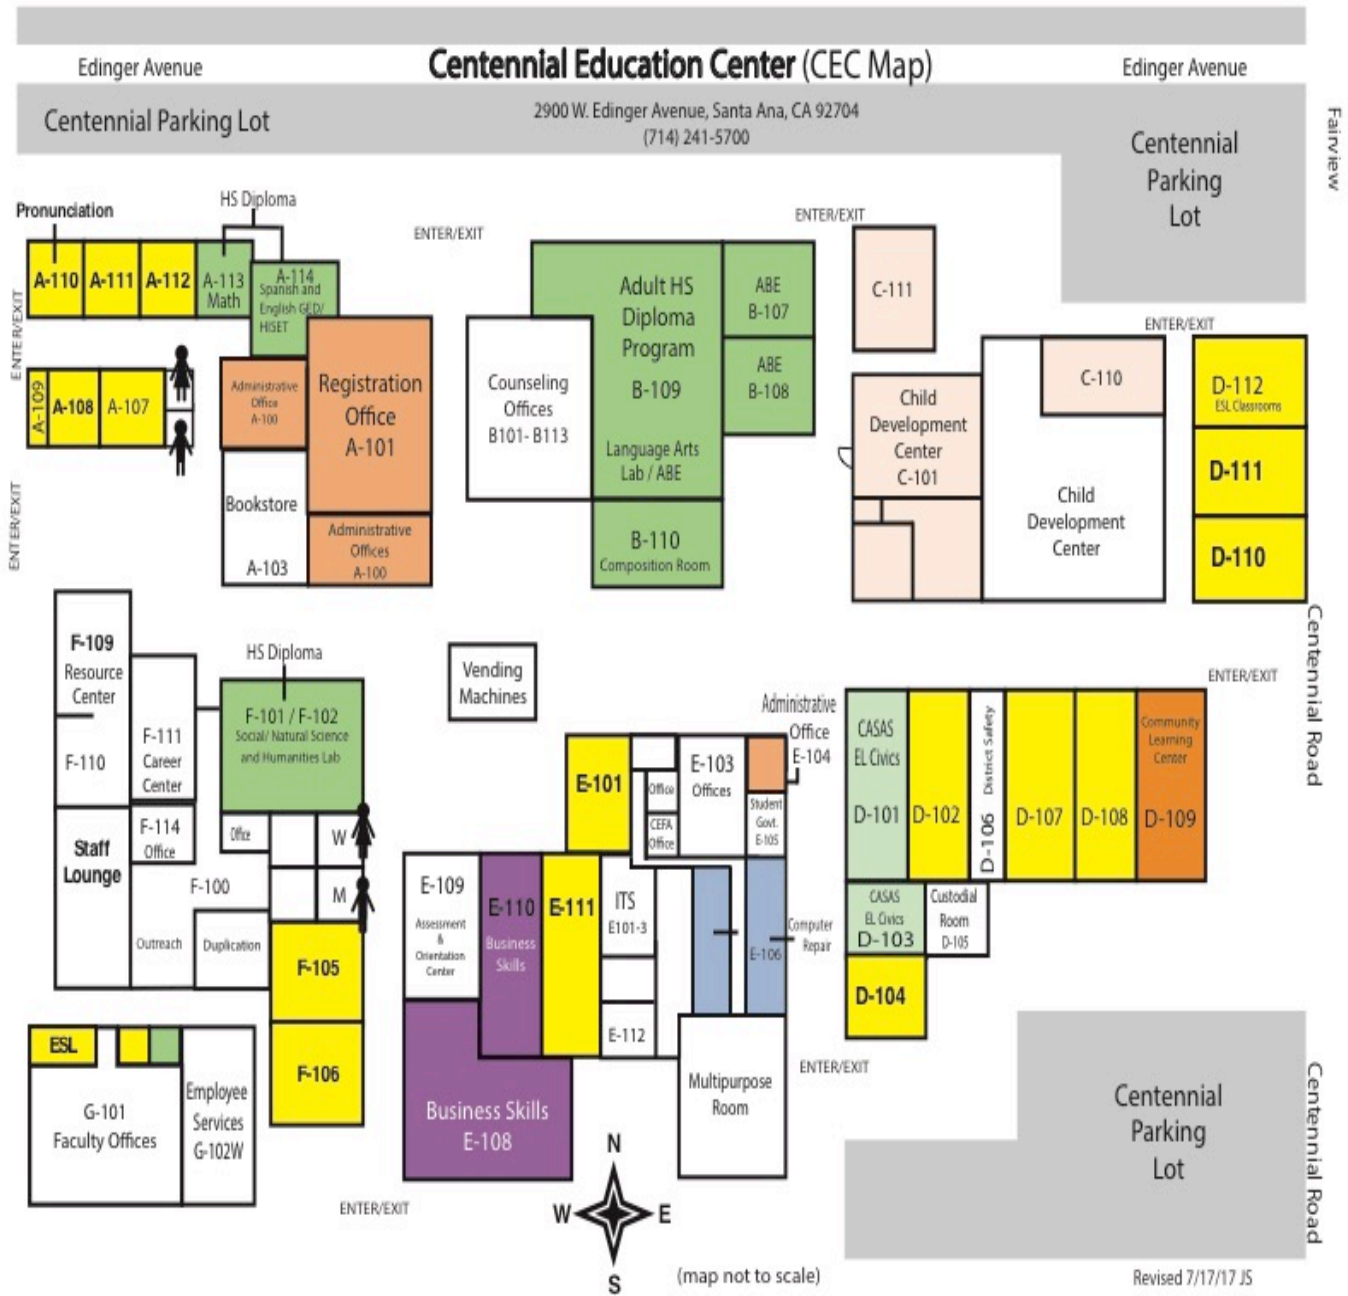 Edinger Avenue
Centennial Education Center (CEC Map)
Edinger Avenue
Centennial Parking Lot
2900 W. Edinger Avenue, Santa Ana, CA 92704
(714) 241-5700
Centennial
Parking
Lot
Fairview
HS Diploma
Pronunciation
ENTER/EXIT
ENTER/EXIT
A-110
A-111
A-112
A-113
Math
A-114
Spanish and
English GED/
HISET
ENTER/EXIT
A-109
A-108
A-107
Administrative
Office
A-100
Registration
Office
A-101
Bookstore
A-103
Administrative
Offices
A-100
ENTER/EXIT
Counseling
Offices
B101- B113
Adult HS
Diploma
Program
B-109
Language Arts
Lab / ABE
ABE
B-107
ABE
B-108
B-110
Composition Room
C-111
Child
Development
Center
C-101
C-110
Child
Development
Center
ENTER/EXIT
D-112
ESL Classrooms
D-111
D-110
Centennial Road
F-109
Resource
Center
F-110
F-111
Career
Center
HS Diploma
F-101 / F-102
Social/ Natural Science
and Humanities Lab
Staff
Lounge
F-114
Office
Office
W
M
F-100
Outreach
Duplication
F-105
F-106
ESL
G-101
Faculty Offices
Employee
Services
G-102W
Vending
Machines
Administrative
Office
E-104
E-101
Office
CEFA
Office
E-103
Offices
Student
Govt.
E-105
E-109
Assessment
&
Orientation
Center
E-110
Business
Skills
E-111
ITS
E101-3
E-112
E-106
Computer
Repair
Business Skills
E-108
Multipurpose
Room
ENTER/EXIT
CASAS
EL Civics
D-101
D-102
D-106 District Safety
D-107
D-108
Community
Learning
Center
D-109
CASAS
EL Civics
D-103
Custodial
Room
D-105
D-104
ENTER/EXIT
ENTER/EXIT
N
W
E
S
Centennial
Parking
Lot
Centennial Road
(map not to scale)
Revised 7/17/17 JS